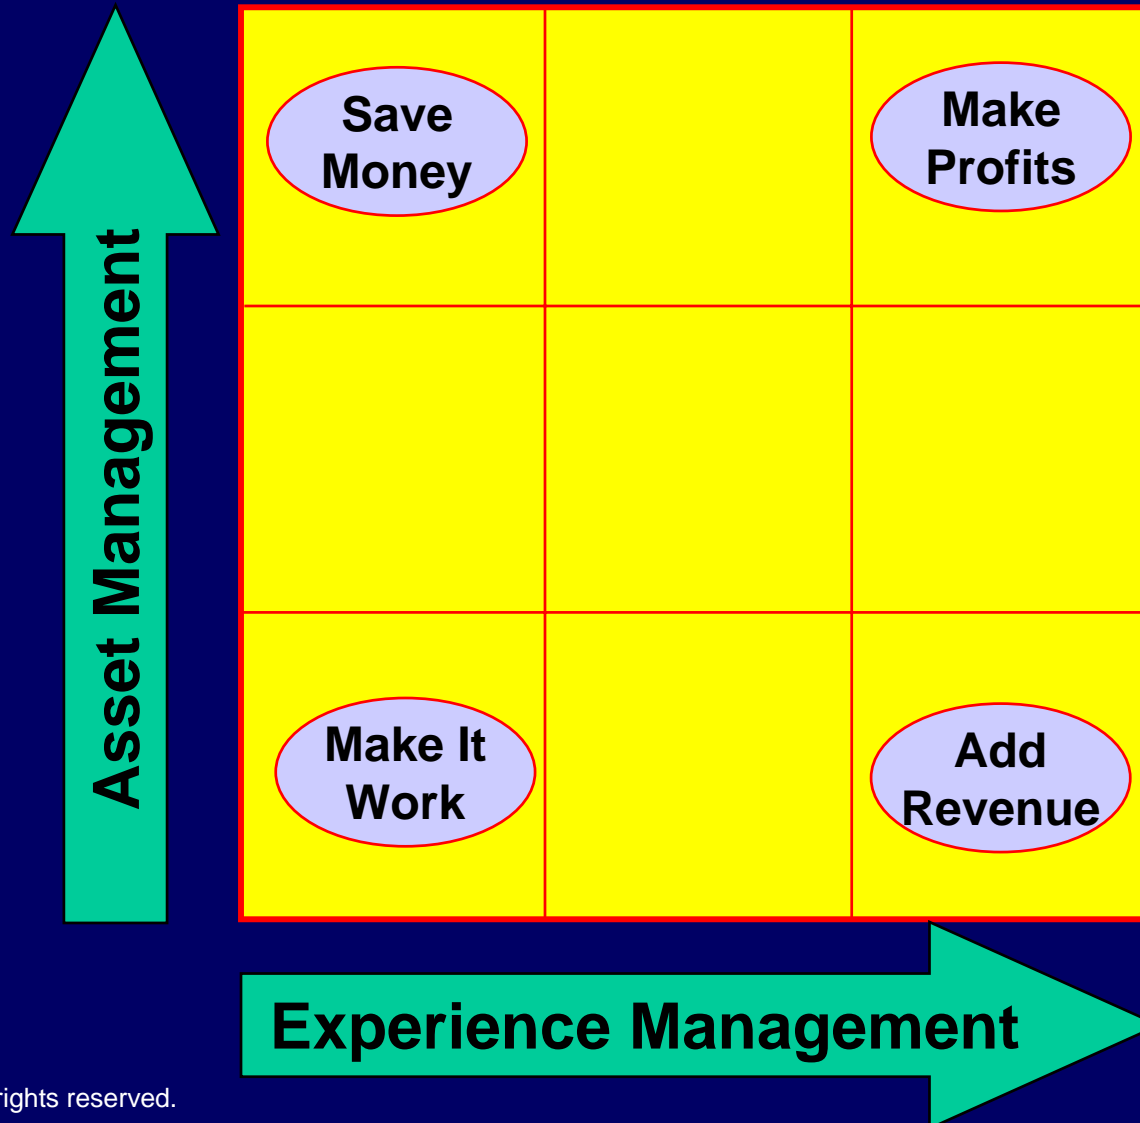 Save
Money
Make
Profits
Asset Management
Make It
Work
Add
Revenue
Experience Management
rights reserved.